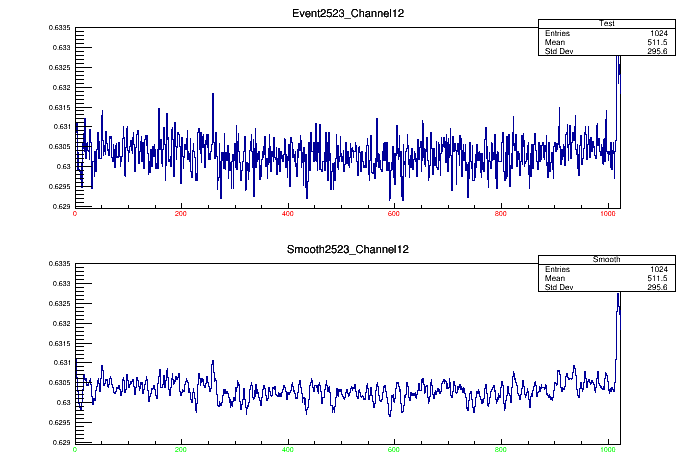 Event2523_Channel12
Test
Entries 1024
Mean 511.5
Std Dev 295.6
0.6335
0.633
0.6325
0.632
0.6315
0.631
0.6305
0.63
0.6295
0.629
0 200 400 600 800 1000
Smooth2523_Channel12
Smooth
Entries 1024
Mean 511.5
Std Dev 295.6
0.6335
0.633
0.6325
0.632
0.6315
0.631
0.6305
0.63
0.6295
0.629
0 200 400 600 800 1000